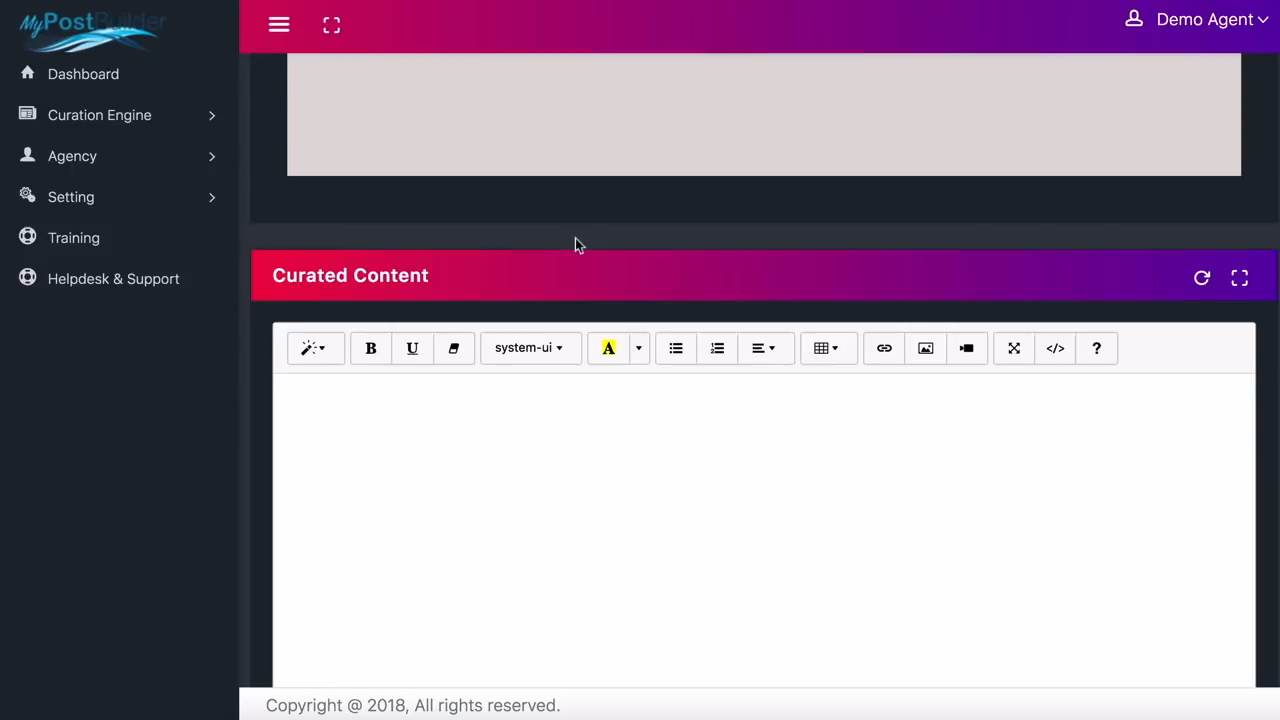 MyPostBuilder
Demo Agent
Dashboard
Curation Engine
Agency
Setting
Training
Helpdesk & Support
Curated Content
B U system-ui A </> ?
Copyright @ 2018, All rights reserved.